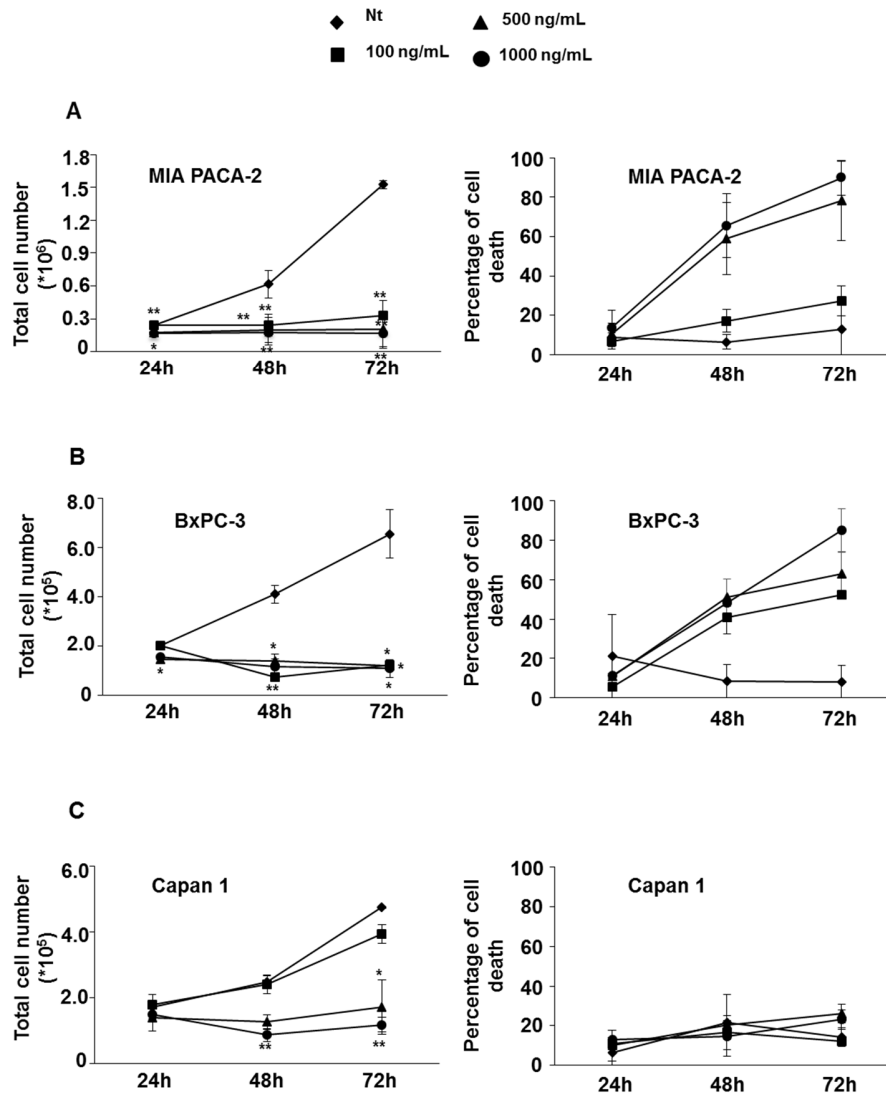 Nt
500 ng/mL
100 ng/mL
1000 ng/mL
A
MIA PACA-2
Total cell number
(*10⁶)
1.8
1.5
1.2
0.9
0.6
0.3
0
**
*
**
**
**
**
**
**
24h
48h
72h
MIA PACA-2
Percentage of cell
death
100
80
60
40
20
0
24h
48h
72h
B
BxPC-3
Total cell number
(*10⁵)
8.0
6.0
4.0
2.0
0
*
*
**
*
*
*
24h
48h
72h
BxPC-3
Percentage of cell
death
100
80
60
40
20
0
24h
48h
72h
C
Capan 1
Total cell number
(*10⁵)
6.0
4.0
2.0
0
**
*
**
24h
48h
72h
Capan 1
Percentage of cell
death
100
80
60
40
20
0
24h
48h
72h